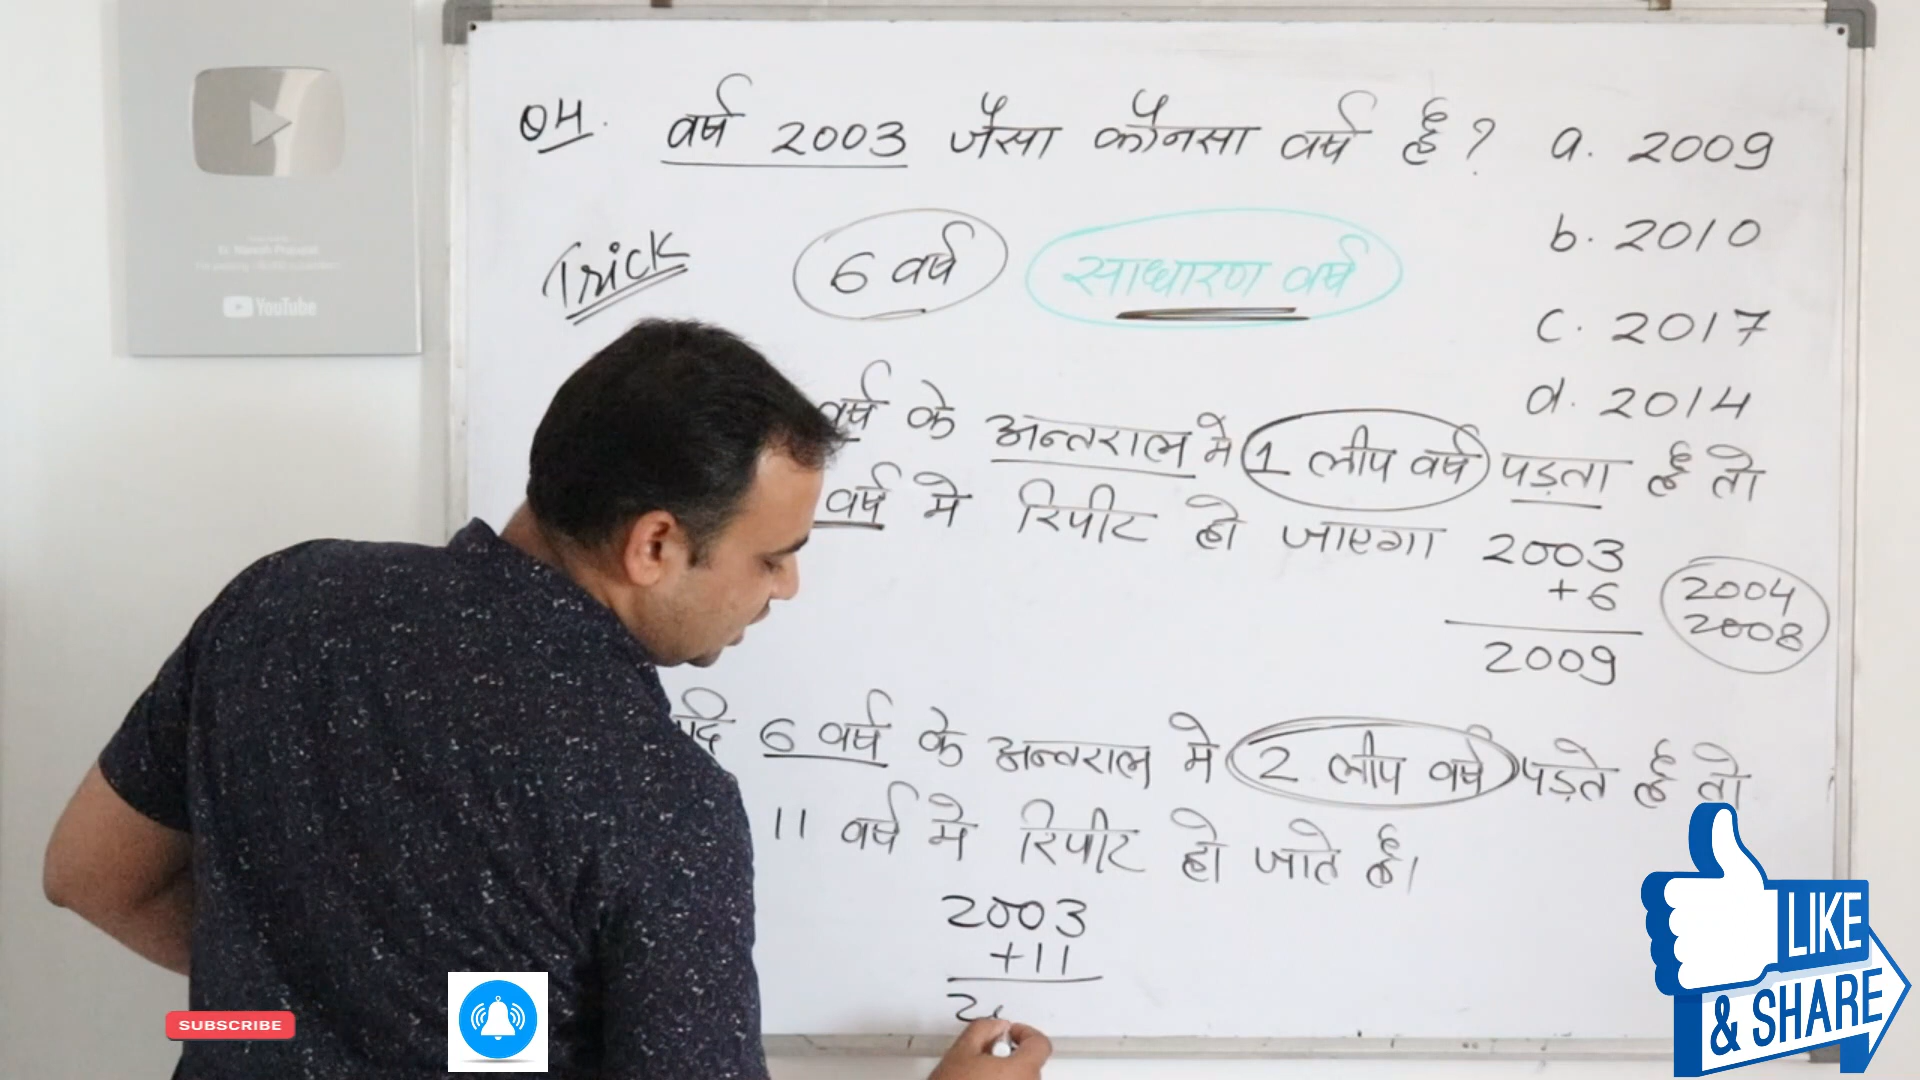 Q4. वर्ष 2003 जैसा कौनसा वर्ष है?
a. 2009
b. 2010
c. 2017
d. 2014
Trick
6 वर्ष
साधारण वर्ष
वर्ष के अन्तराल मे 1 लीप वर्ष पड़ता है तो
वर्ष मे रिपीट हो जाएगा
2003
+6
2009
2004
2008
6 वर्ष के अन्तराल मे 2 लीप वर्ष पड़ते है तो
11 वर्ष मे रिपीट हो जाते है।
2003
+11
YouTube
SUBSCRIBE
LIKE
& SHARE